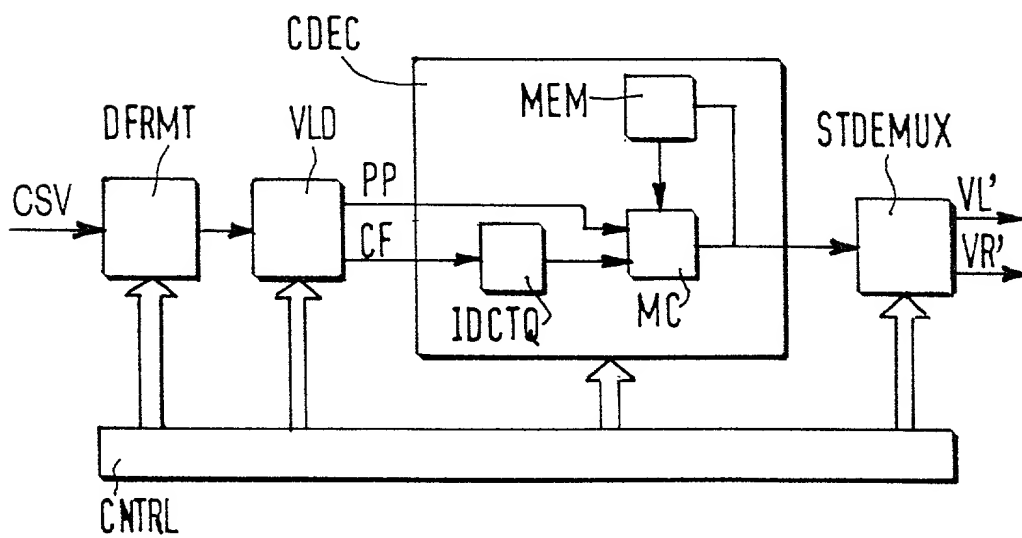 CDEC
MEM
DFRMT
VLD
STDEMUX
CSV
PP
CF
VL'
VR'
IDCTQ
MC
CNTRL